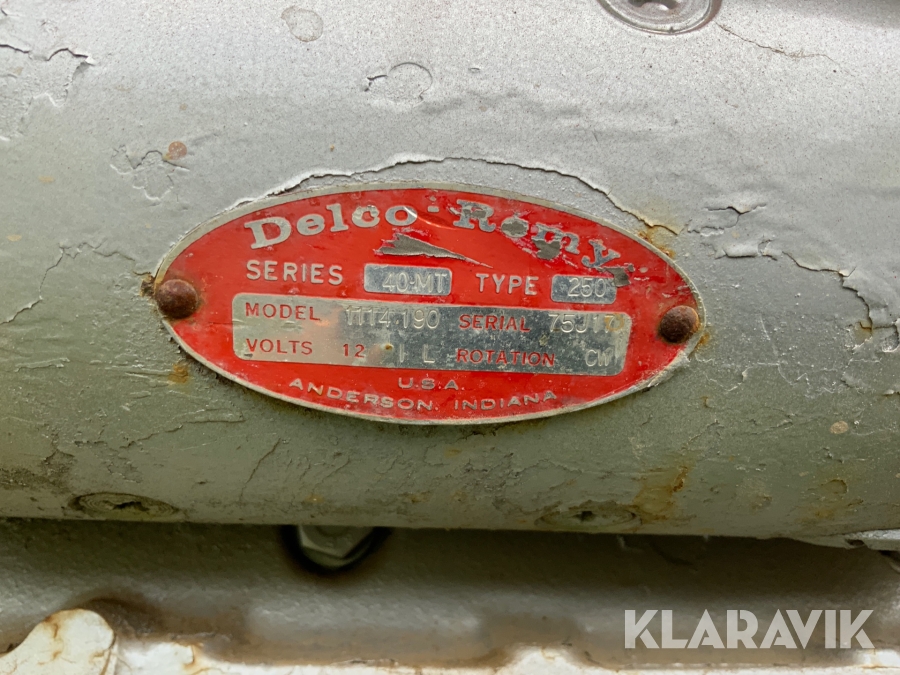 Delco-Remy
SERIES 40-MT TYPE 250
MODEL 1114190 SERIAL
VOLTS 12 ROTATION CW
U.S.A.
ANDERSON, INDIANA
KLARAVIK